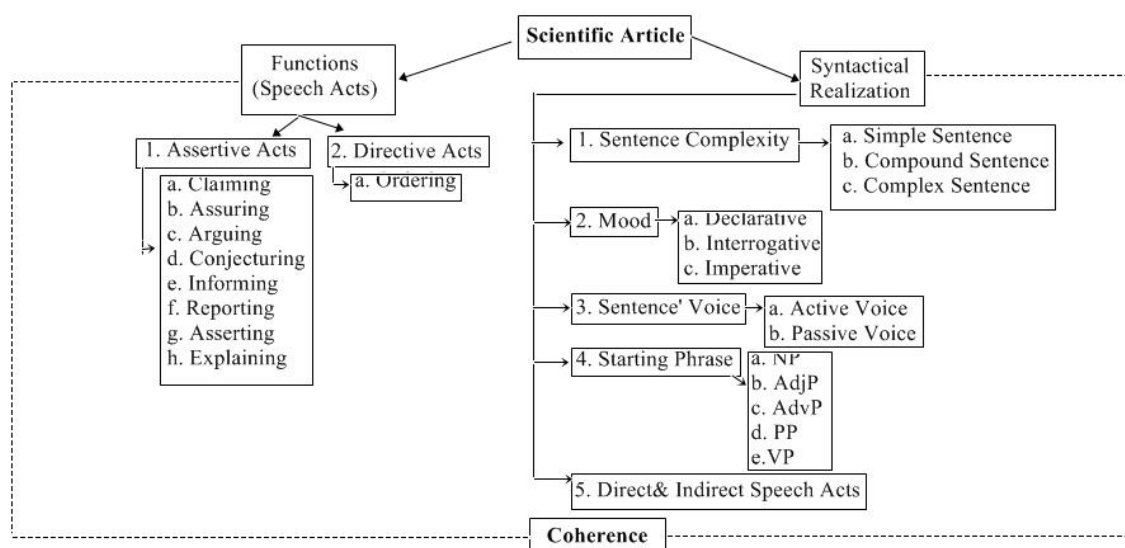 Scientific Article
Functions
(Speech Acts)
Syntactical
Realization
1. Assertive Acts
2. Directive Acts
a. Claiming
b. Assuring
c. Arguing
d. Conjecturing
e. Informing
f. Reporting
g. Asserting
h. Explaining
a. Ordering
1. Sentence Complexity
a. Simple Sentence
b. Compound Sentence
c. Complex Sentence
2. Mood
a. Declarative
b. Interrogative
c. Imperative
3. Sentence' Voice
a. Active Voice
b. Passive Voice
4. Starting Phrase
a. NP
b. AdjP
c. AdvP
d. PP
e.VP
5. Direct& Indirect Speech Acts
Coherence